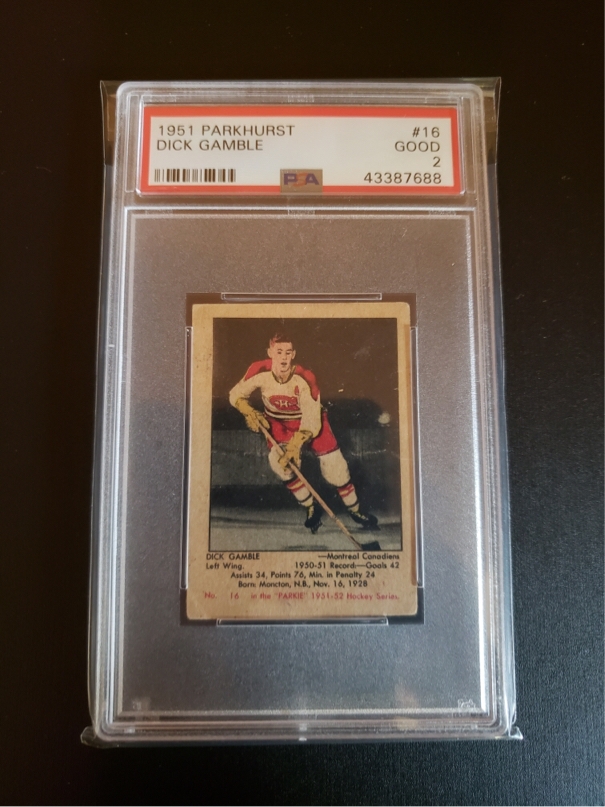 1951 PARKHURST #16
DICK GAMBLE GOOD
2
PSA 43387688
DICK GAMBLE —Montreal Canadiens
Left Wing. 1950-51 Record:—Goals 42
Assists 34, Points 76, Min. in Penalty 24
Born Moncton, N.B., Nov. 16, 1928
No. 16 in the "PARKIE" 1951-52 Hockey Series.